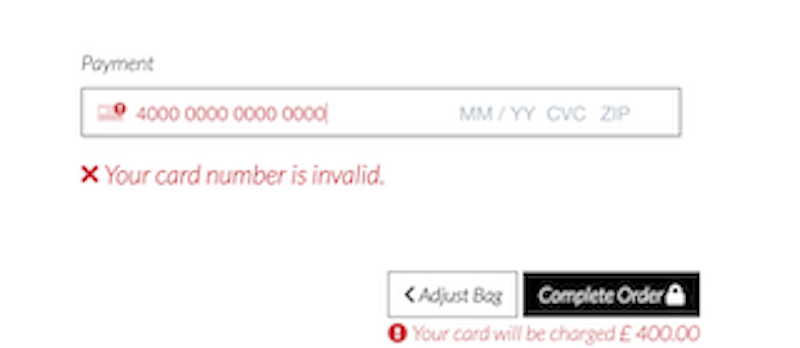 Payment
4000 0000 0000 0000 MM / YY CVC ZIP
Your card number is invalid.
Adjust Bag Complete Order
Your card will be charged £ 400.00